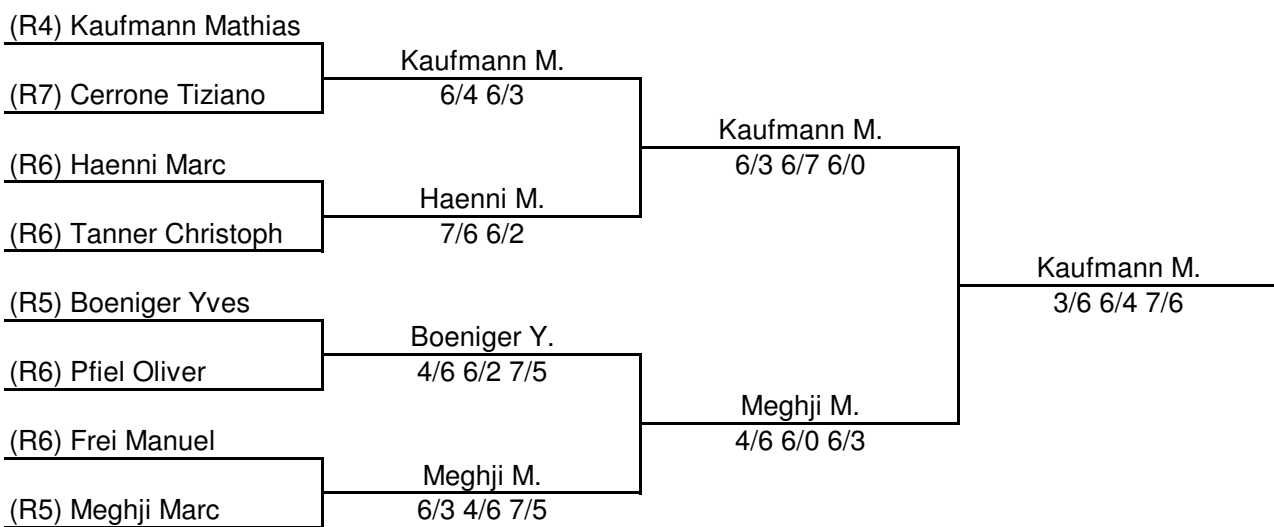 (R4) Kaufmann Mathias
Kaufmann M.
(R7) Cerrone Tiziano
6/4 6/3
Kaufmann M.
(R6) Haenni Marc
6/3 6/7 6/0
Haenni M.
(R6) Tanner Christoph
7/6 6/2
Kaufmann M.
(R5) Boeniger Yves
3/6 6/4 7/6
Boeniger Y.
(R6) Pfiel Oliver
4/6 6/2 7/5
Meghji M.
(R6) Frei Manuel
4/6 6/0 6/3
Meghji M.
(R5) Meghji Marc
6/3 4/6 7/5